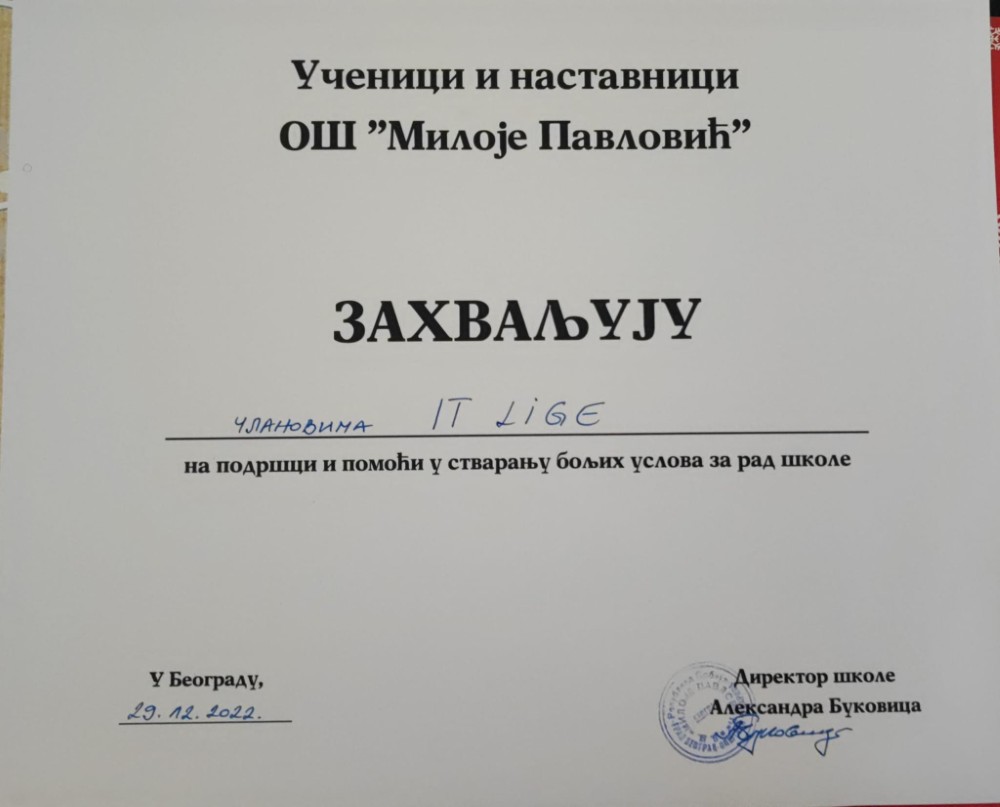 Ученици и наставници
ОШ ”Милоје Павловић”
ЗАХВАЉУЈУ
члановима IT LiGE
на подршци и помоћи у стварању бољих услова за рад школе
У Београду,
29.12.2022.
Директор школе
Александра Буковица